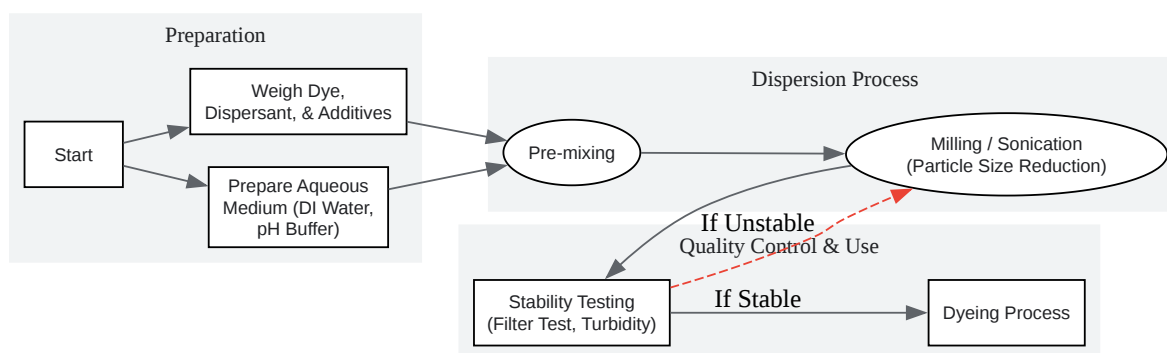 Preparation
Weigh Dye,
Dispersant, & Additives
Start
Prepare Aqueous
Medium (DI Water,
pH Buffer)
Dispersion Process
Pre-mixing
Milling / Sonication
(Particle Size Reduction)
If Unstable
Quality Control & Use
Stability Testing
(Filter Test, Turbidity)
If Stable
Dyeing Process